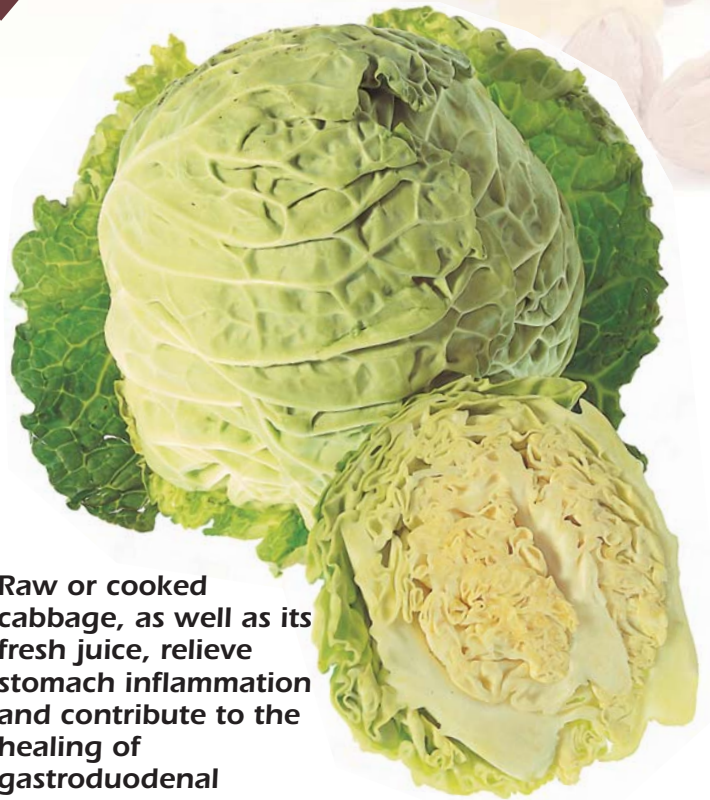 Raw or cooked
cabbage, as well as its
fresh juice, relieve
stomach inflammation
and contribute to the
healing of
gastroduodenal